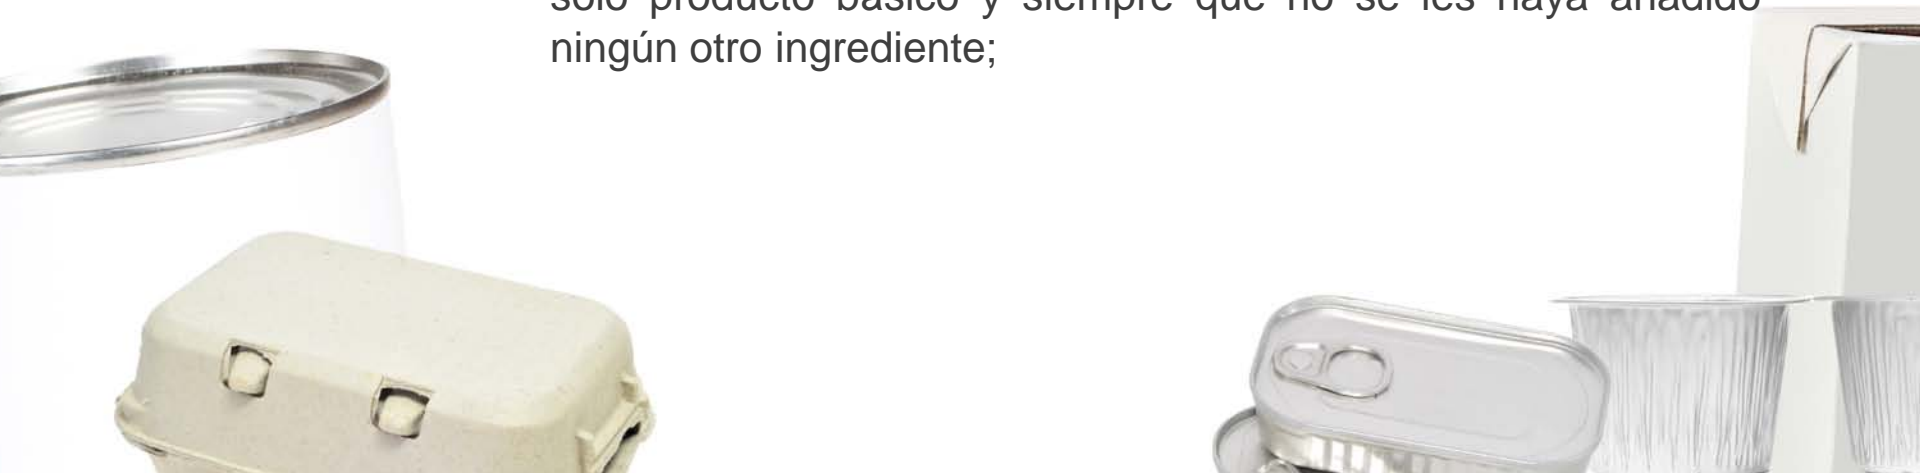 solo producto básico y siempre que no se les haya añadido
ningún otro ingrediente;